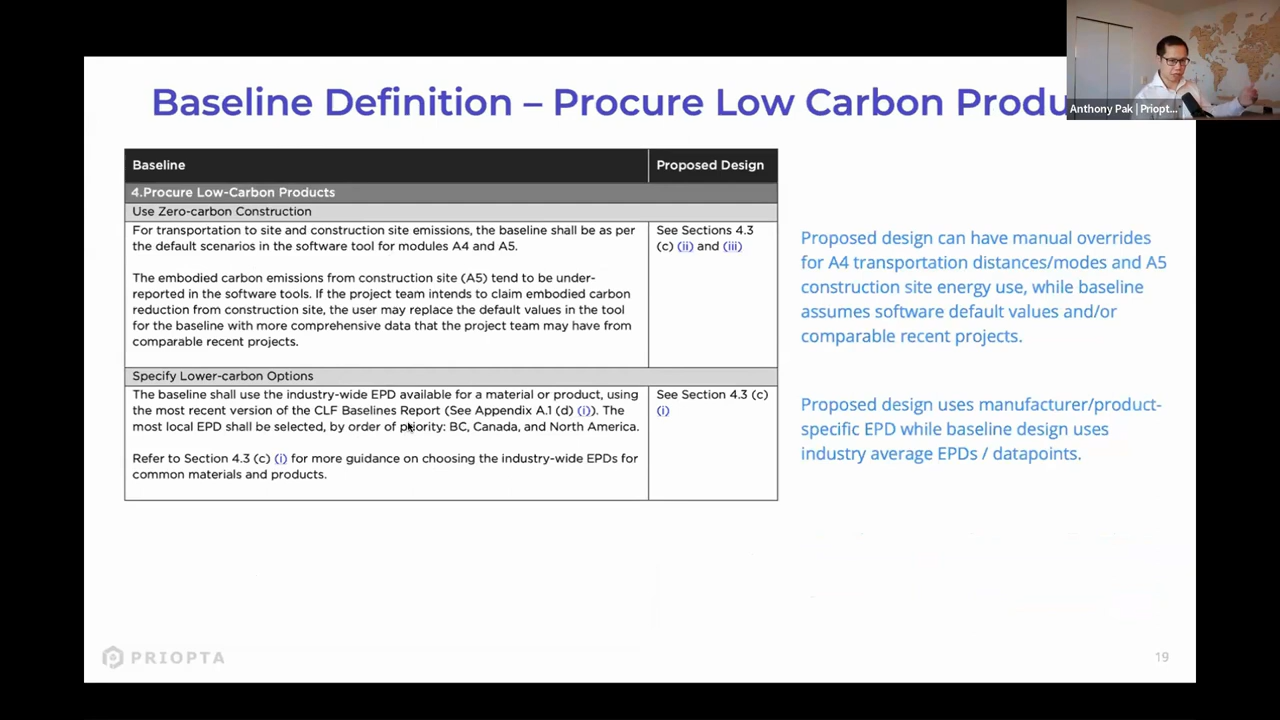 Baseline Definition – Procure Low Carbon Produ
Anthony Pak | Priopt...
Baseline
Proposed Design
4.Procure Low-Carbon Products
Use Zero-carbon Construction
For transportation to site and construction site emissions, the baseline shall be as per
the default scenarios in the software tool for modules A4 and A5.
The embodied carbon emissions from construction site (A5) tend to be under-
reported in the software tools. If the project team intends to claim embodied carbon
reduction from construction site, the user may replace the default values in the tool
for the baseline with more comprehensive data that the project team may have from
comparable recent projects.
See Sections 4.3
(c) (ii) and (iii)
Specify Lower-carbon Options
The baseline shall use the industry-wide EPD available for a material or product, using
the most recent version of the CLF Baselines Report (See Appendix A.1 (d) (i)). The
most local EPD shall be selected, by order of priority: BC, Canada, and North America.
Refer to Section 4.3 (c) (i) for more guidance on choosing the industry-wide EPDs for
common materials and products.
See Section 4.3 (c)
(i)
Proposed design can have manual overrides
for A4 transportation distances/modes and A5
construction site energy use, while baseline
assumes software default values and/or
comparable recent projects.
Proposed design uses manufacturer/product-
specific EPD while baseline design uses
industry average EPDs / datapoints.
PRIOPTA
19